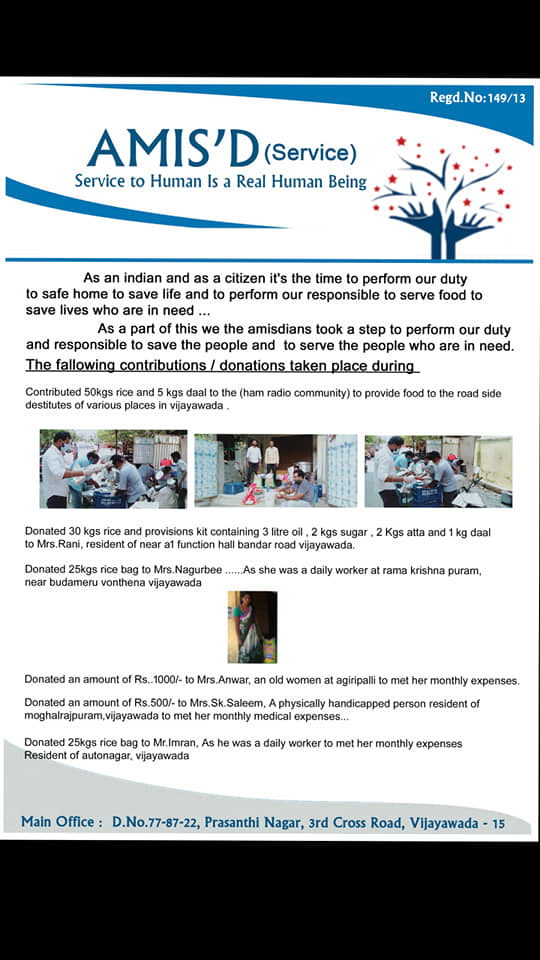 Regd.No:149/13
AMIS'D (Service)
Service to Human Is a Real Human Being
As an indian and as a citizen it's the time to perform our duty
to safe home to save life and to perform our responsible to serve food to
save lives who are in need ...
As a part of this we the amisdians took a step to perform our duty
and responsible to save the people and to serve the people who are in need.
The fallowing contributions / donations taken place during
Contributed 50kgs rice and 5 kgs daal to the (ham radio community) to provide food to the road side
destitutes of various places in vijayawada .
Donated 30 kgs rice and provisions kit containing 3 litre oil , 2 kgs sugar , 2 Kgs atta and 1 kg daal
to Mrs.Rani, resident of near a1 function hall bandar road vijayawada.
Donated 25kgs rice bag to Mrs.Nagurbee ......As she was a daily worker at rama krishna puram,
near budameru vonthena vijayawada
Donated an amount of Rs..1000/- to Mrs.Anwar, an old women at agiripalli to met her monthly expenses.
Donated an amount of Rs.500/- to Mrs.Sk.Saleem, A physically handicapped person resident of
moghalrajpuram,vijayawada to met her monthly medical expenses...
Donated 25kgs rice bag to Mr.Imran, As he was a daily worker to met her monthly expenses
Resident of autonagar, vijayawada
Main Office : D.No.77-87-22, Prasanthi Nagar, 3rd Cross Road, Vijayawada - 15